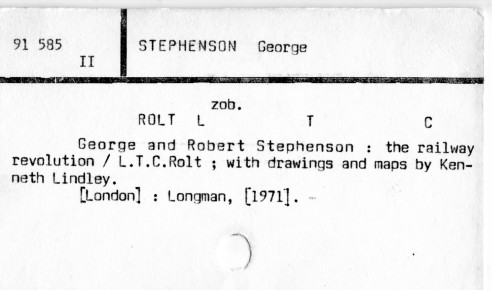 91 585 STEPHENSON George
II
zob.
ROLT L T C
George and Robert Stephenson : the railway
revolution / L.T.C.Rolt ; with drawings and maps by Ken-
neth Lindley.
[London] : Longman, [1971].